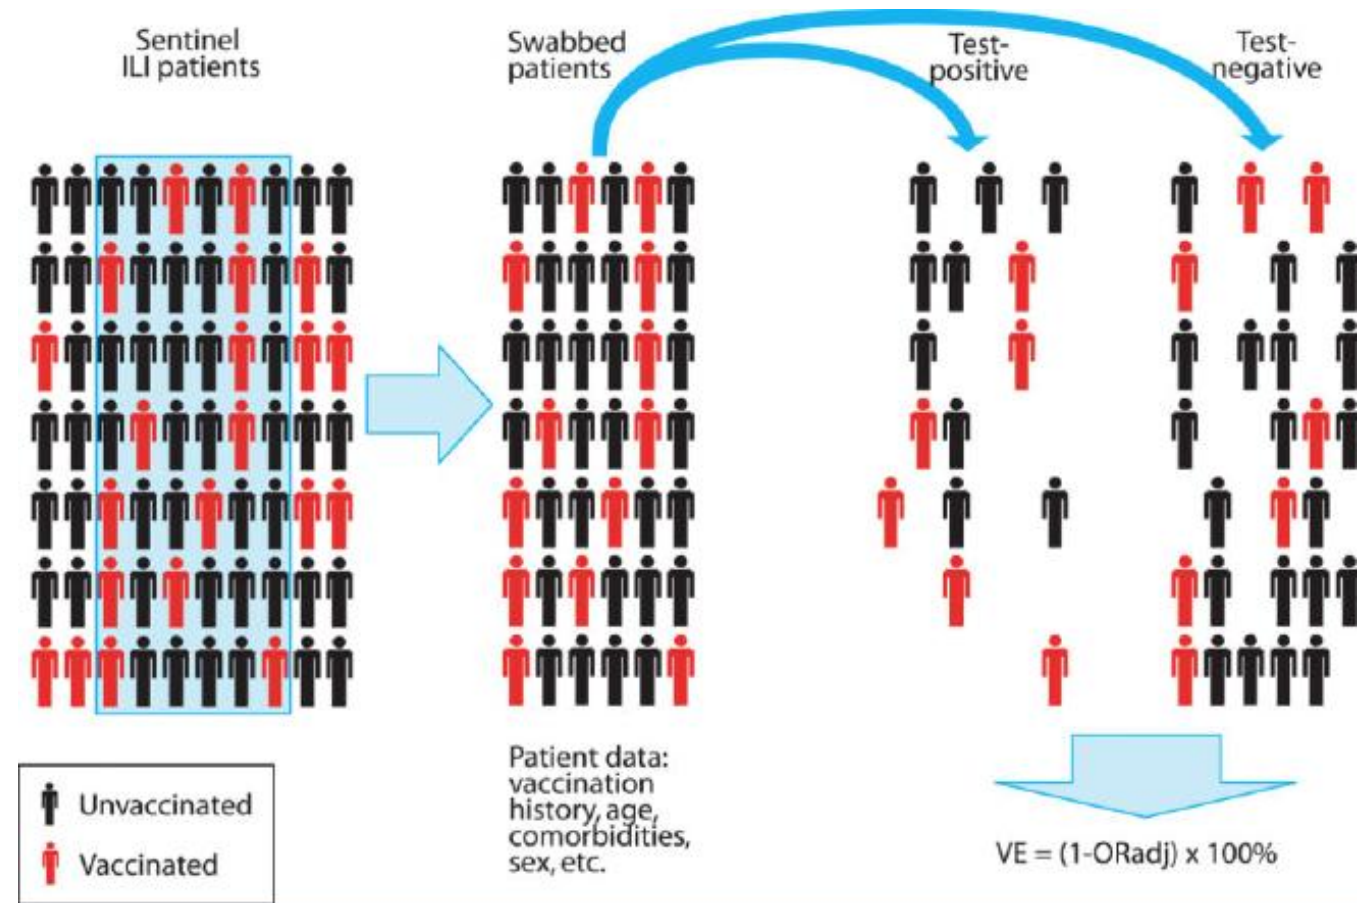 Sentinel
ILI patients
Swabbed
patients
Test-
positive
Test-
negative
Patient data:
vaccination
history, age,
comorbidities,
sex, etc.
Unvaccinated
Vaccinated
VE = (1-ORadj) x 100%